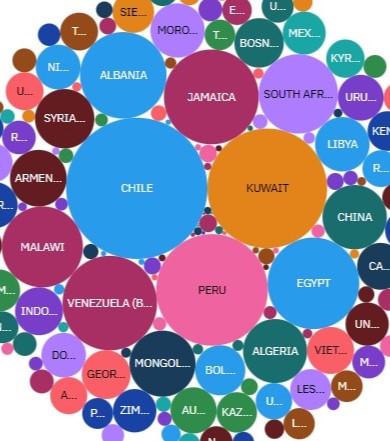 SIE...
U...
E...
T...
MORO...
T...
BOSN...
MEX...
KYR...
NI...
ALBANIA
JAMAICA
SOUTH AFR...
URU...
U...
SYRIA...
R...
LIBYA
KEN
ARMEN...
CHILE
KUWAIT
R...
R...
CHINA
MALAWI
CA...
M...
INDO...
VENEZUELA (B...
PERU
EGYPT
UN...
N...
DO...
MONGOL...
ALGERIA
VIET...
M...
GEOR...
BOL...
LES...
M...
A...
P...
ZIM...
AU...
KAZ...
U...
L...
N...